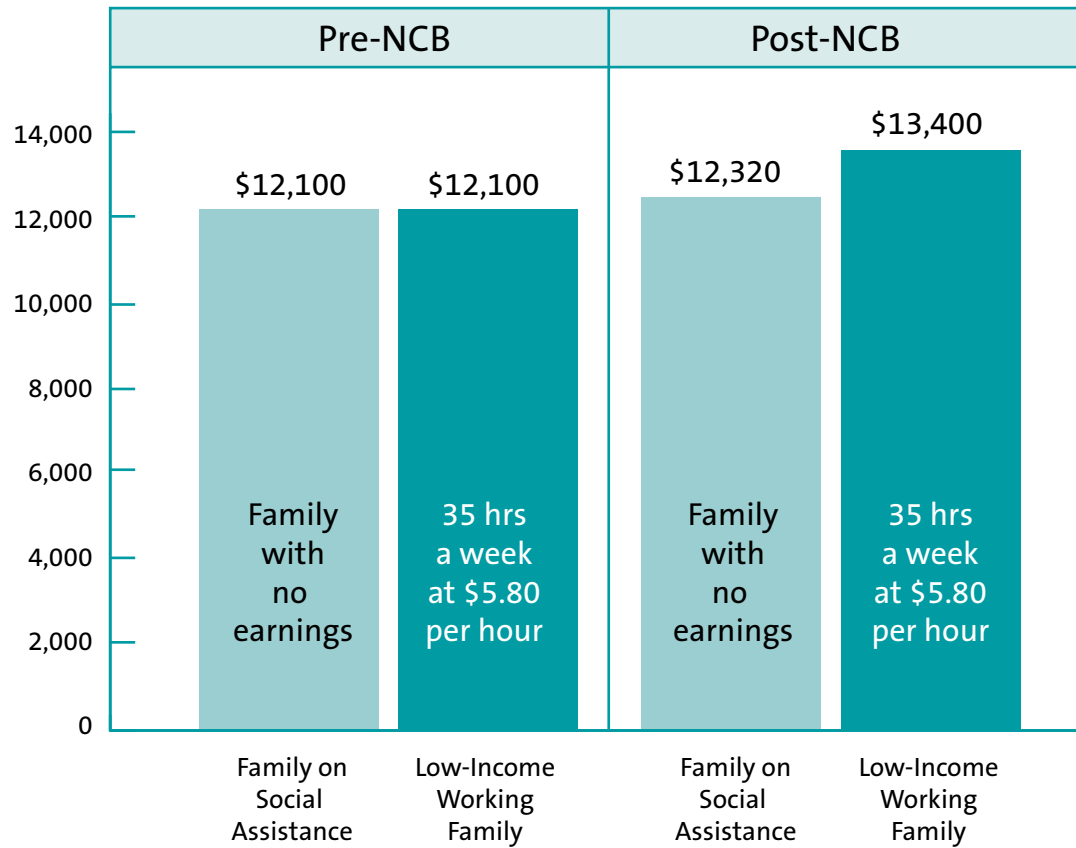 Pre-NCB
Post-NCB
14,000
12,000
10,000
8,000
6,000
4,000
2,000
0
$12,100
$12,100
$12,320
$13,400
Family
with
no
earnings
35 hrs
a week
at $5.80
per hour
Family
with
no
earnings
35 hrs
a week
at $5.80
per hour
Family on
Social
Assistance
Low-Income
Working
Family
Family on
Social
Assistance
Low-Income
Working
Family